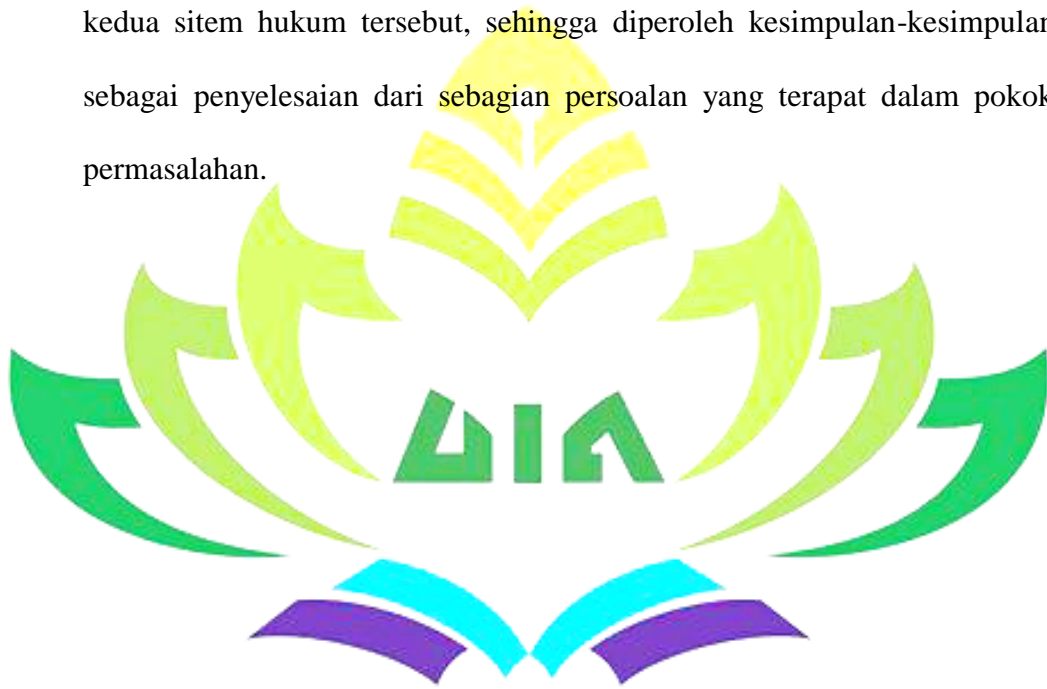 kedua sitem hukum tersebut, sehingga diperoleh kesimpulan-kesimpulan
sebagai penyelesaian dari sebagian persoalan yang terapat dalam pokok
permasalahan.
UIN